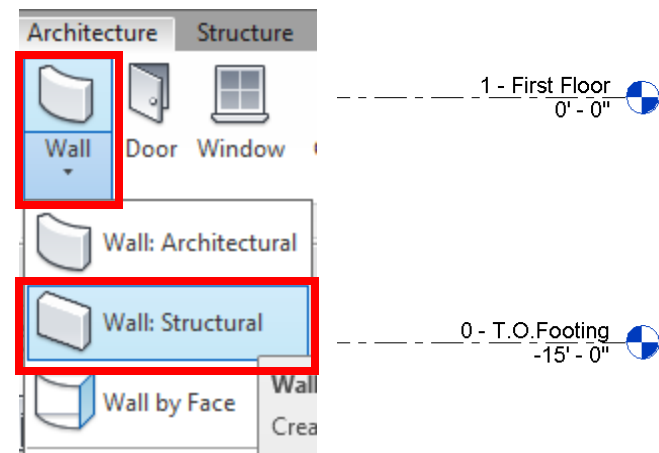 Architecture Structure
Wall Door Window
Wall: Architectural
Wall: Structural
Wall by Face
Wall
Crea
1 - First Floor
0' - 0"
0 - T.O.Footing
-15' - 0"